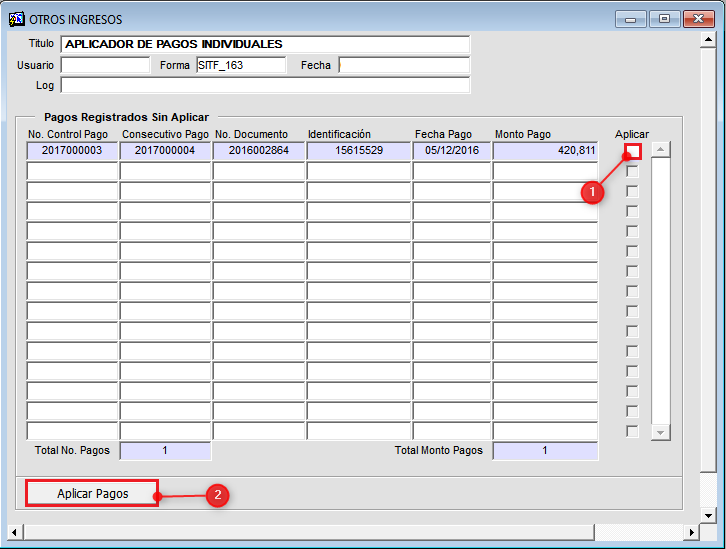 OTROS INGRESOS
Titulo APLICADOR DE PAGOS INDIVIDUALES
Usuario Forma SITF_163 Fecha
Log
Pagos Registrados Sin Aplicar
No. Control Pago Consecutivo Pago No. Documento Identificación Fecha Pago Monto Pago Aplicar
2017000003 2017000004 2016002864 15615529 05/12/2016 420,811
1
Total No. Pagos 1 Total Monto Pagos 1
Aplicar Pagos 2